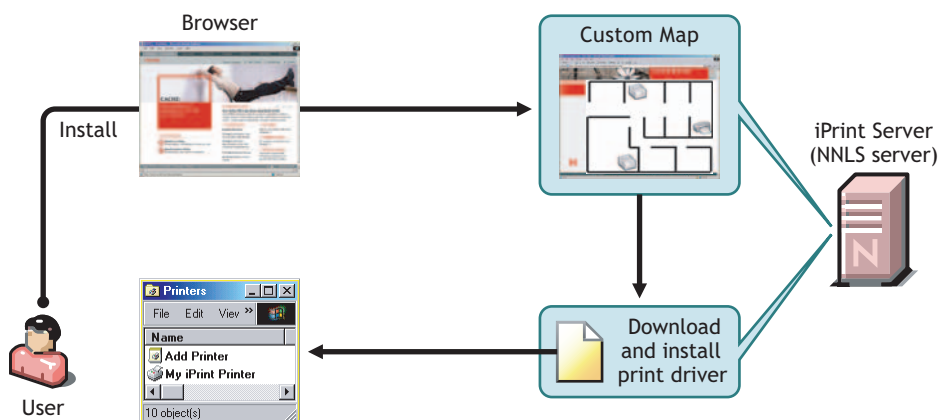 Browser
Custom Map
Install
iPrint Server
(NNLS server)
N
Printers
File Edit View »
Name
Add Printer
My iPrint Printer
10 object(s)
Download
and install
print driver
User